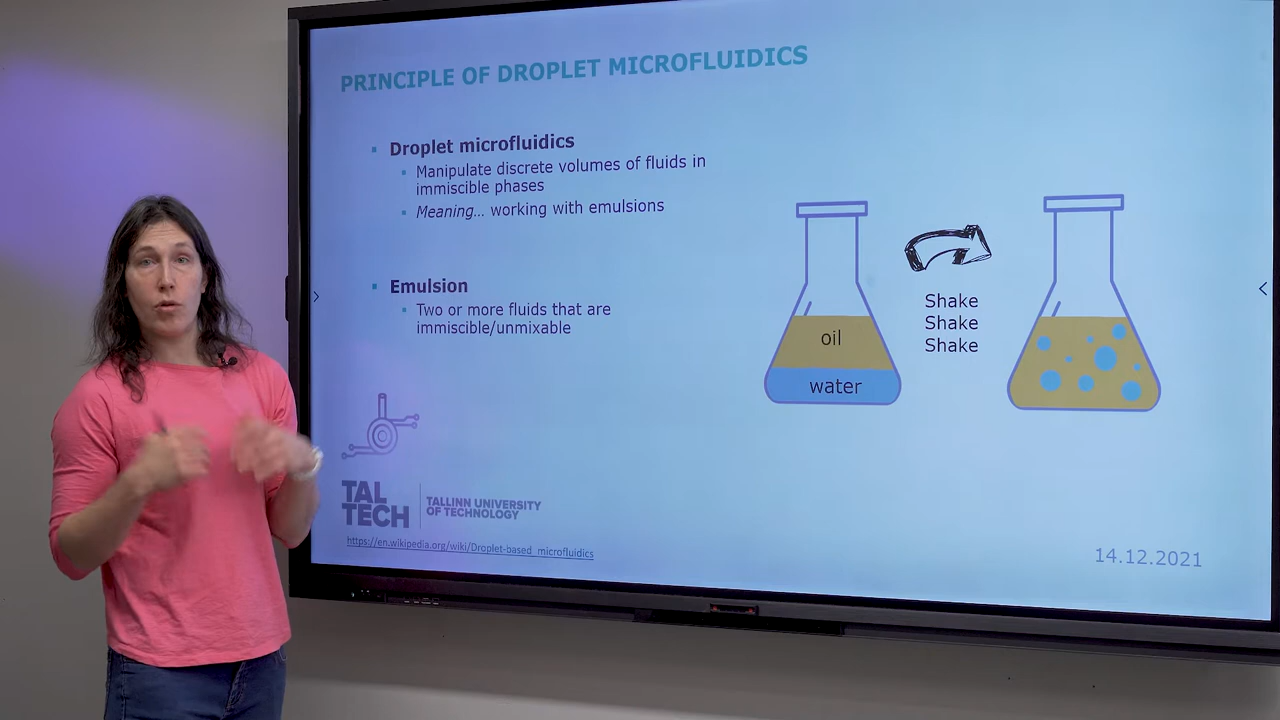 PRINCIPLE OF DROPLET MICROFLUIDICS
Droplet microfluidics
Manipulate discrete volumes of fluids in
immiscible phases
Meaning... working with emulsions
Emulsion
Two or more fluids that are
immiscible/unmixable
oil
water
Shake
Shake
Shake
TAL
TECH
TALLINN UNIVERSITY
OF TECHNOLOGY
https://en.wikipedia.org/wiki/Droplet-based_microfluidics
14.12.2021